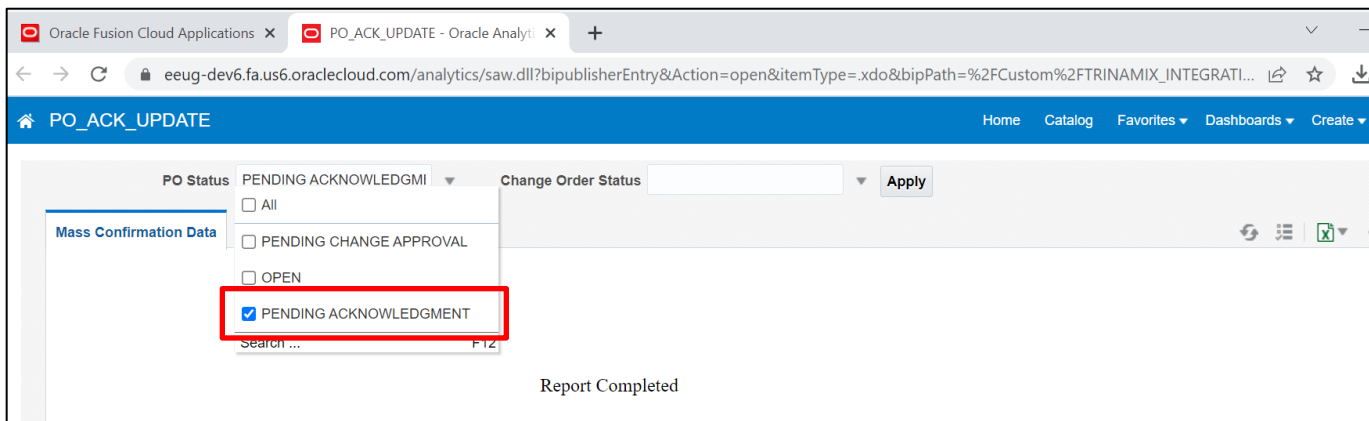 Oracle Fusion Cloud Applications
PO_ACK_UPDATE - Oracle Analyti
eeug-dev6.fa.us6.oraclecloud.com/analytics/saw.dll?bipublisherEntry&Action=open&itemType=.xdo&bipPath=%2FCustom%2FTRINAMIX_INTEGRATI...
PO_ACK_UPDATE Home Catalog Favorites Dashboards Create
PO Status PENDING ACKNOWLEDGMI Change Order Status Apply
All
Mass Confirmation Data
PENDING CHANGE APPROVAL
OPEN
PENDING ACKNOWLEDGMENT
Search ... F12
Report Completed